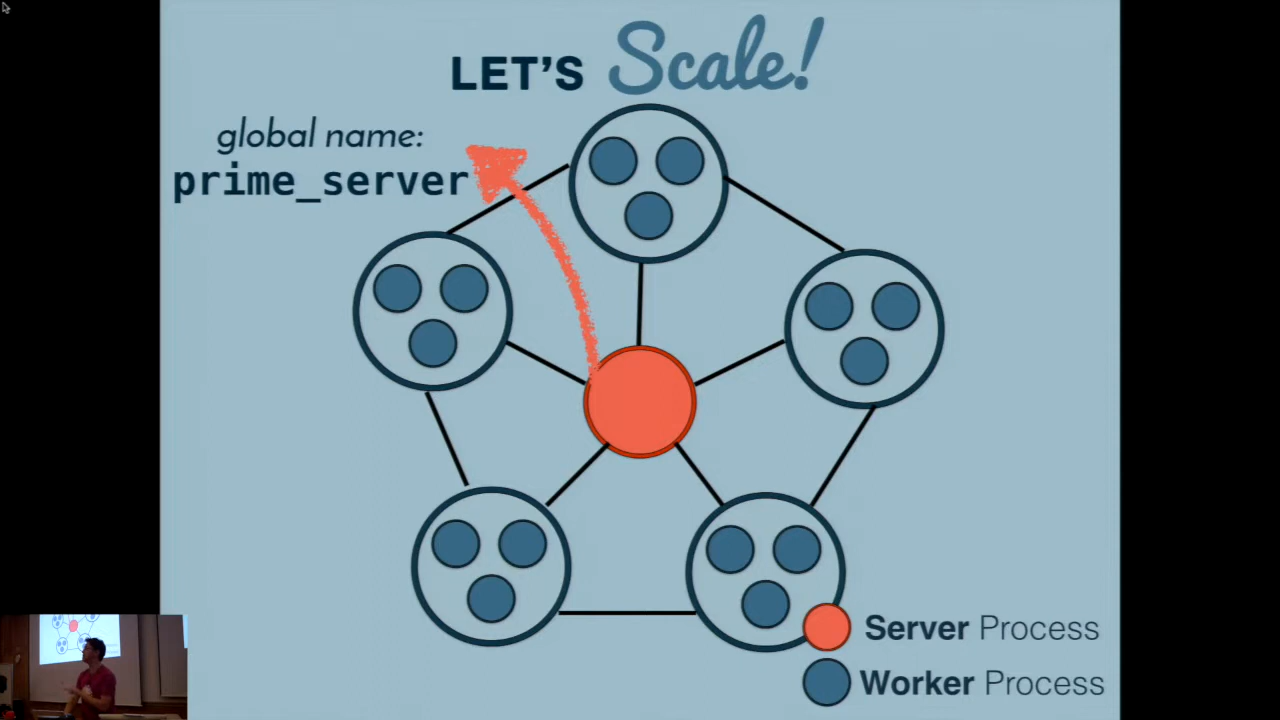 LET'S Scale!
global name:
prime_server
Server Process
Worker Process